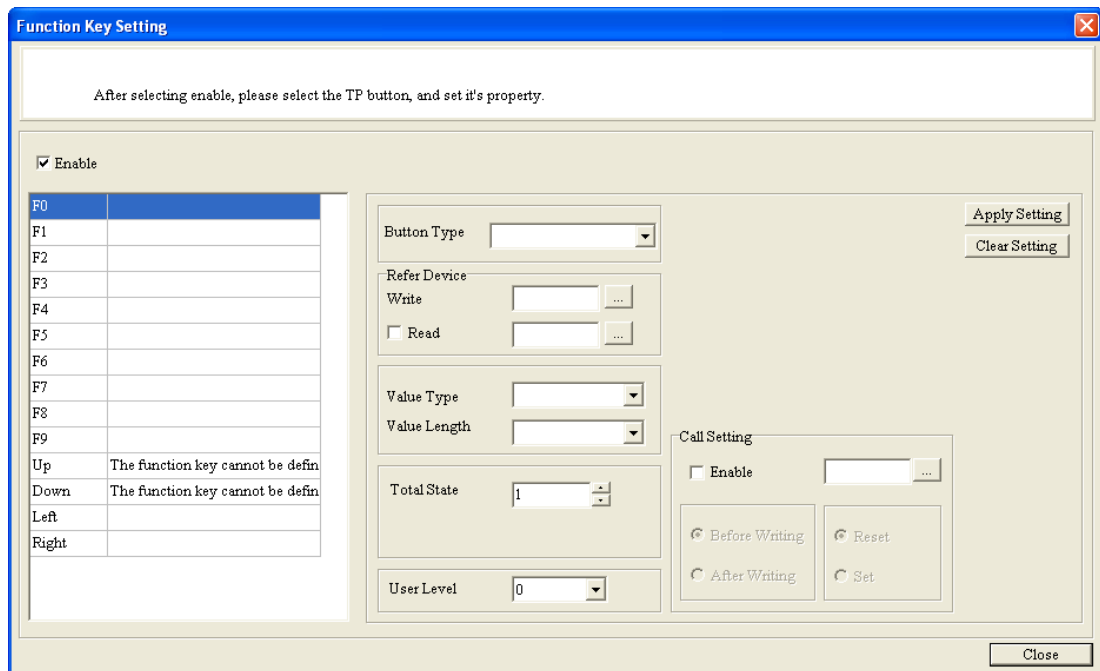 Function Key Setting
After selecting enable, please select the TP button, and set it's property.
Enable
F0
F1
F2
F3
F4
F5
F6
F7
F8
F9
Up The function key cannot be defin
Down The function key cannot be defin
Left
Right
Button Type
Refer Device
Write ...
Read ...
Value Type
Value Length
Total State 1
User Level 0
Apply Setting
Clear Setting
Call Setting
Enable ...
Before Writing
After Writing
Reset
Set
Close